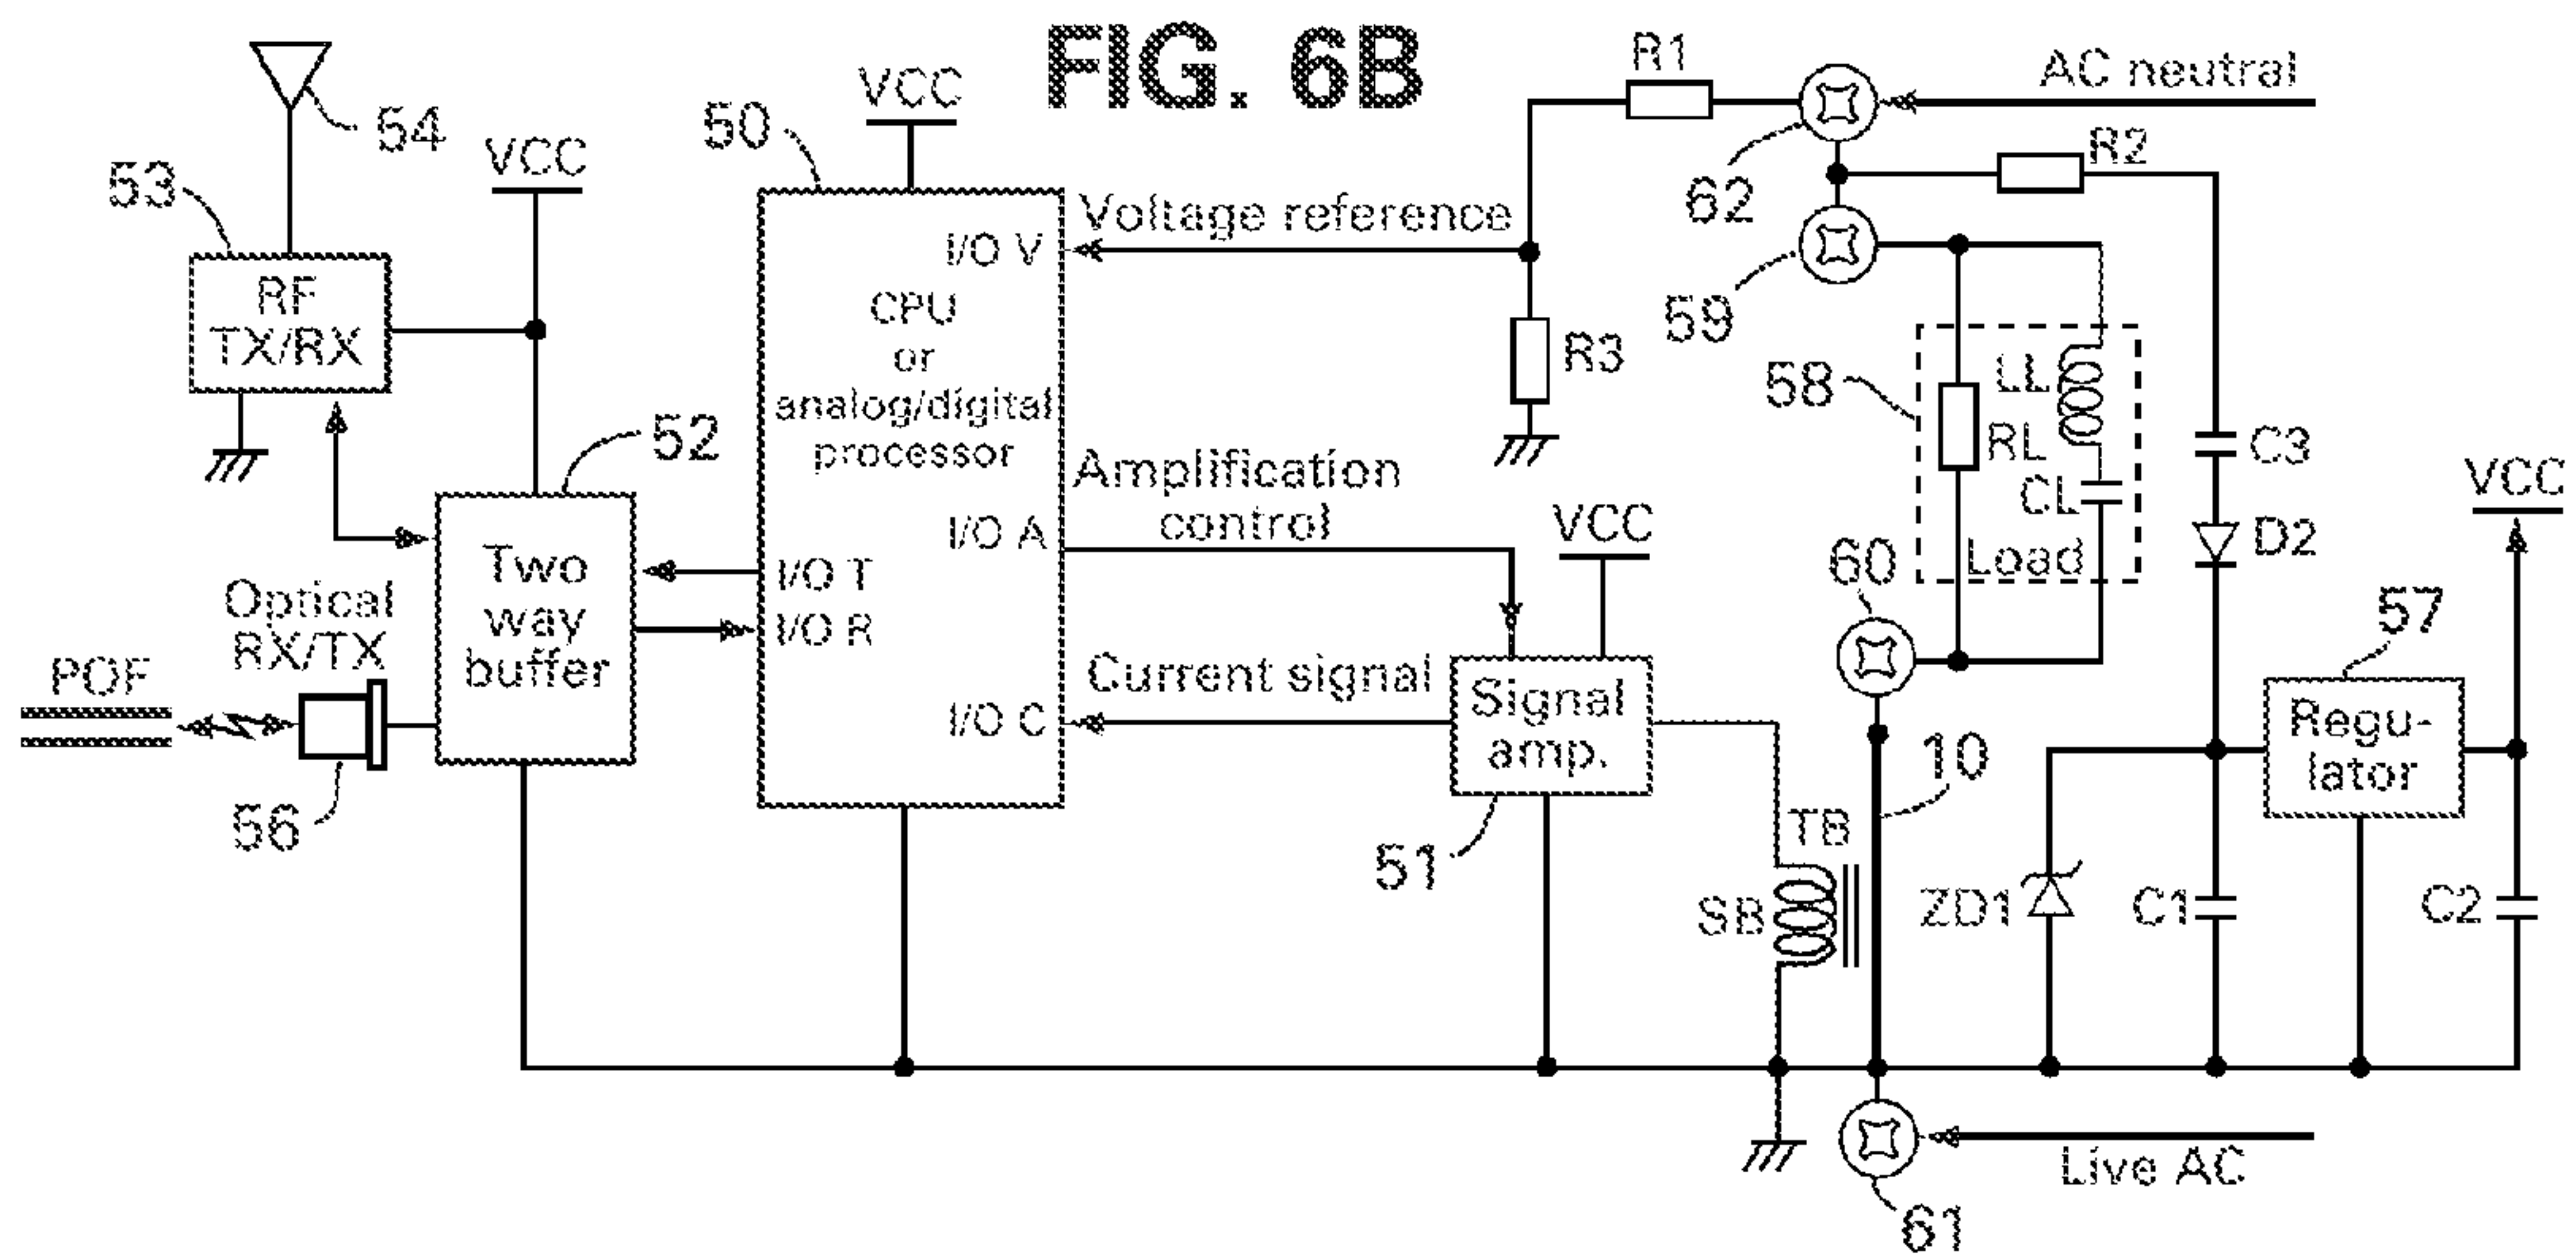 FIG. 6B
54
53
VCC
RF
TX/RX
52
Two
way
buffer
Optical
RX/TX
POF
56
50
VCC
I/O V
CPU
or
analog/digital
processor
I/O A
I/O T
I/O R
I/O C
Voltage reference
Amplification
control
Current signal
VCC
Signal
amp.
51
R1
R3
AC neutral
62
R2
59
58
LL
RL
CL
Load
60
C3
D2
VCC
57
Regu-
lator
10
TB
SB
ZD1
C1
C2
Live AC
61